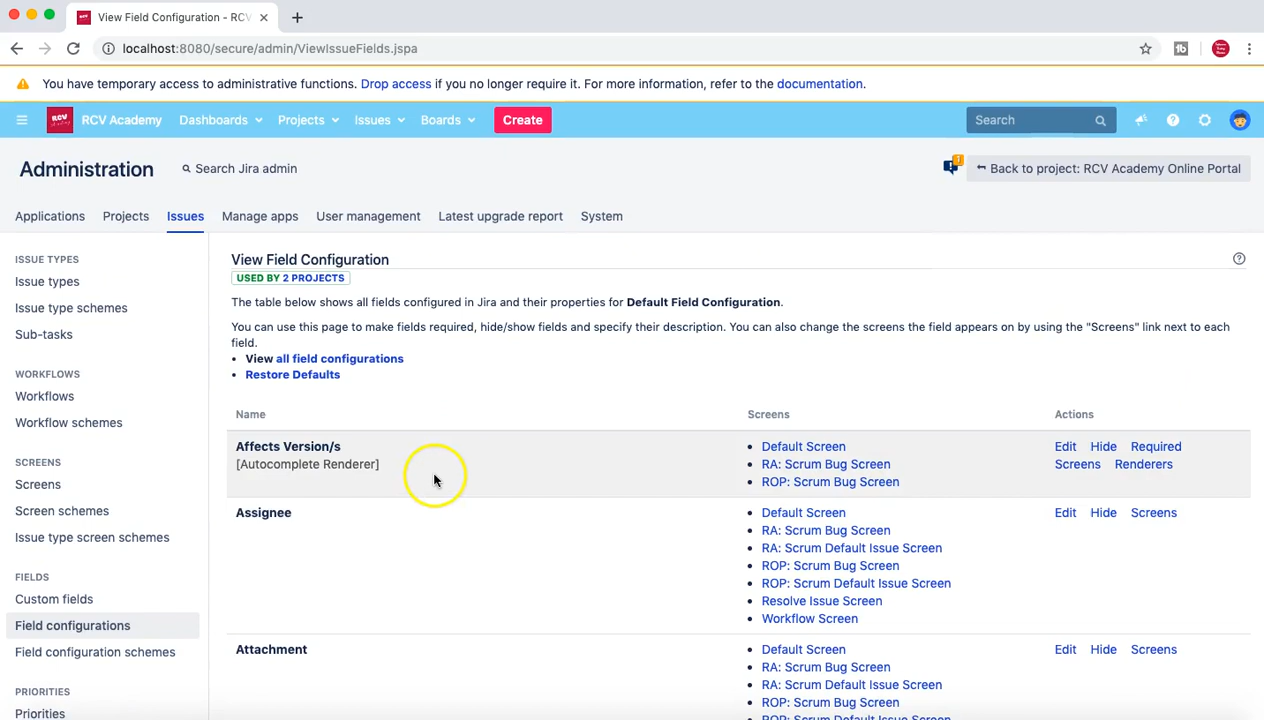 View Field Configuration - RCV
localhost:8080/secure/admin/ViewIssueFields.jspa
You have temporary access to administrative functions. Drop access if you no longer require it. For more information, refer to the documentation.
RCV Academy Dashboards Projects Issues Boards Create Search
Administration Search Jira admin Back to project: RCV Academy Online Portal
Applications Projects Issues Manage apps User management Latest upgrade report System
ISSUE TYPES
Issue types
Issue type schemes
Sub-tasks
WORKFLOWS
Workflows
Workflow schemes
SCREENS
Screens
Screen schemes
Issue type screen schemes
FIELDS
Custom fields
Field configurations
Field configuration schemes
PRIORITIES
Priorities
View Field Configuration
USED BY 2 PROJECTS
The table below shows all fields configured in Jira and their properties for Default Field Configuration.
You can use this page to make fields required, hide/show fields and specify their description. You can also change the screens the field appears on by using the "Screens" link next to each
field.
• View all field configurations
• Restore Defaults
Name Screens Actions
Affects Version/s • Default Screen Edit Hide Required
[Autocomplete Renderer] • RA: Scrum Bug Screen Screens Renderers
• ROP: Scrum Bug Screen
Assignee • Default Screen Edit Hide Screens
• RA: Scrum Bug Screen
• RA: Scrum Default Issue Screen
• ROP: Scrum Bug Screen
• ROP: Scrum Default Issue Screen
• Resolve Issue Screen
• Workflow Screen
Attachment • Default Screen Edit Hide Screens
• RA: Scrum Bug Screen
• RA: Scrum Default Issue Screen
• ROP: Scrum Bug Screen
• ROP: Scrum Default Issue Screen